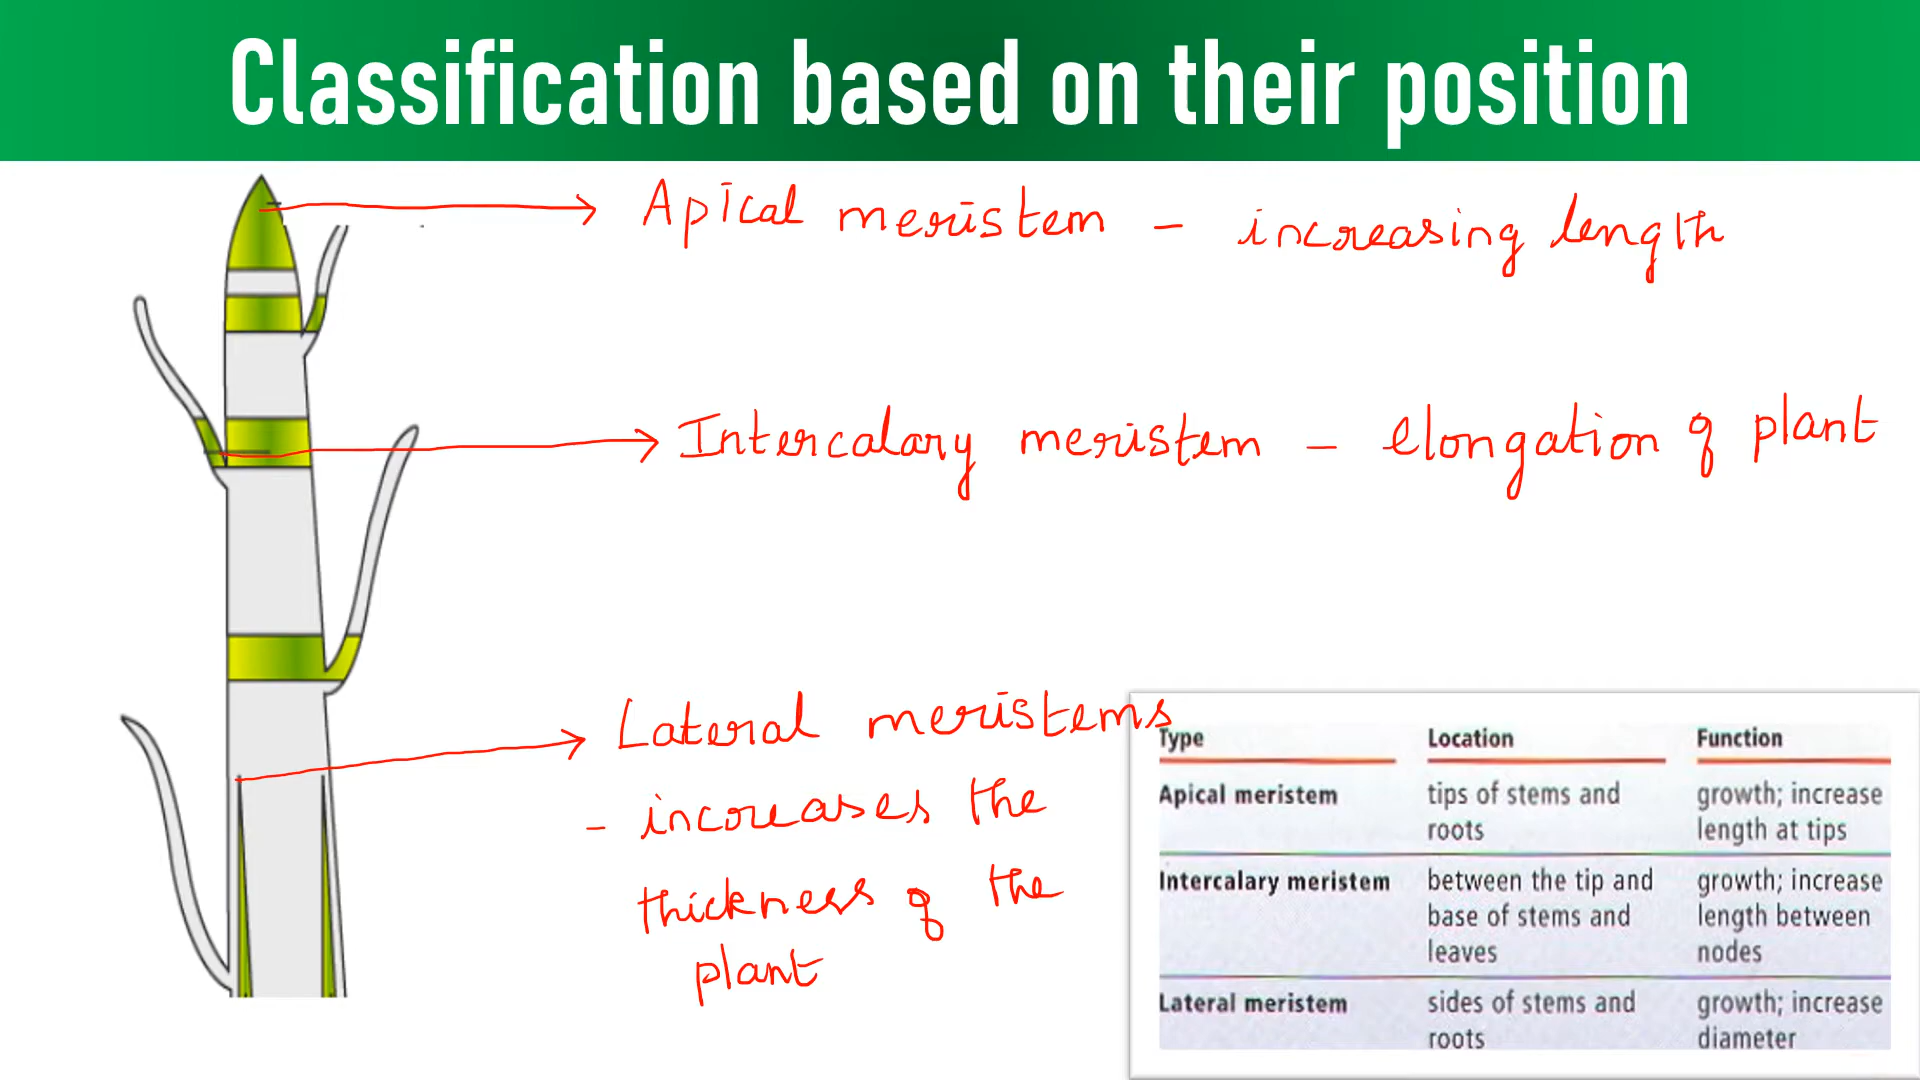 Classification based on their position
Apical meristem - increasing length
Intercalary meristem - elongation of plant
Lateral meristems
- increases the
thickness of the
plant
Type Location Function
Apical meristem tips of stems and growth; increase
roots length at tips
Intercalary meristem between the tip and growth; increase
base of stems and length between
leaves nodes
Lateral meristem sides of stems and growth; increase
roots diameter